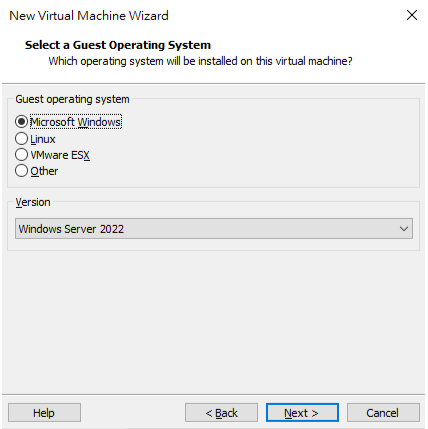 New Virtual Machine Wizard
Select a Guest Operating System
Which operating system will be installed on this virtual machine?
Guest operating system
Microsoft Windows
Linux
VMware ESX
Other
Version
Windows Server 2022
Help
< Back
Next >
Cancel